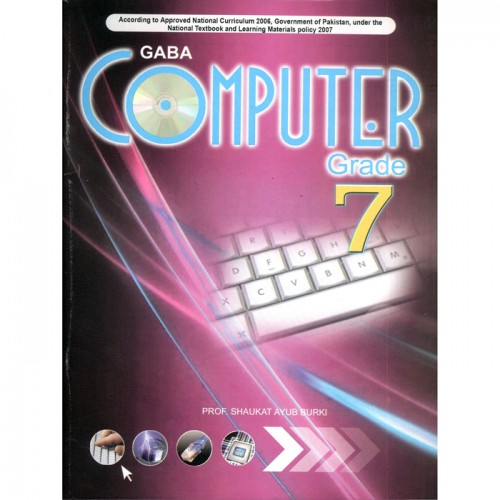 According to Approved National Curriculum 2006, Government of Pakistan, under the
National Textbook and Learning Materials policy 2007
GABA
COMPUTER
Grade
7
E R T
D F G H J K
X C V B N M
PROF. SHAUKAT AYUB BURKI